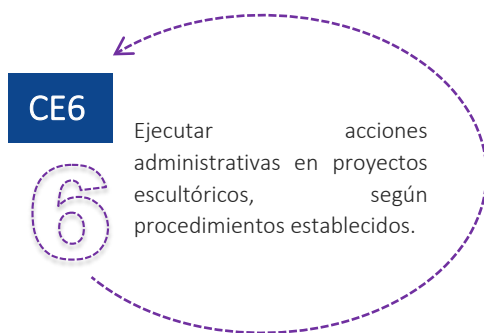 CE6
6
Ejecutar acciones
administrativas en proyectos
escultóricos, según
procedimientos establecidos.